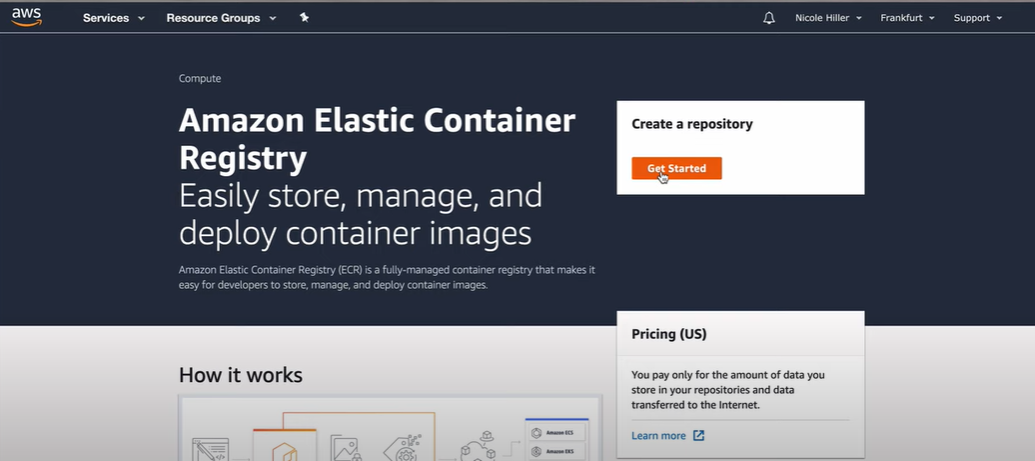 aws
Services
Resource Groups
Nicole Hiller
Frankfurt
Support
Compute
Amazon Elastic Container
Registry
Easily store, manage, and
deploy container images
Amazon Elastic Container Registry (ECR) is a fully-managed container registry that makes it
easy for developers to store, manage, and deploy container images.
Create a repository
Get Started
Pricing (US)
You pay only for the amount of data you
store in your repositories and data
transferred to the Internet.
Learn more
How it works
Amazon ECS
Amazon EKS